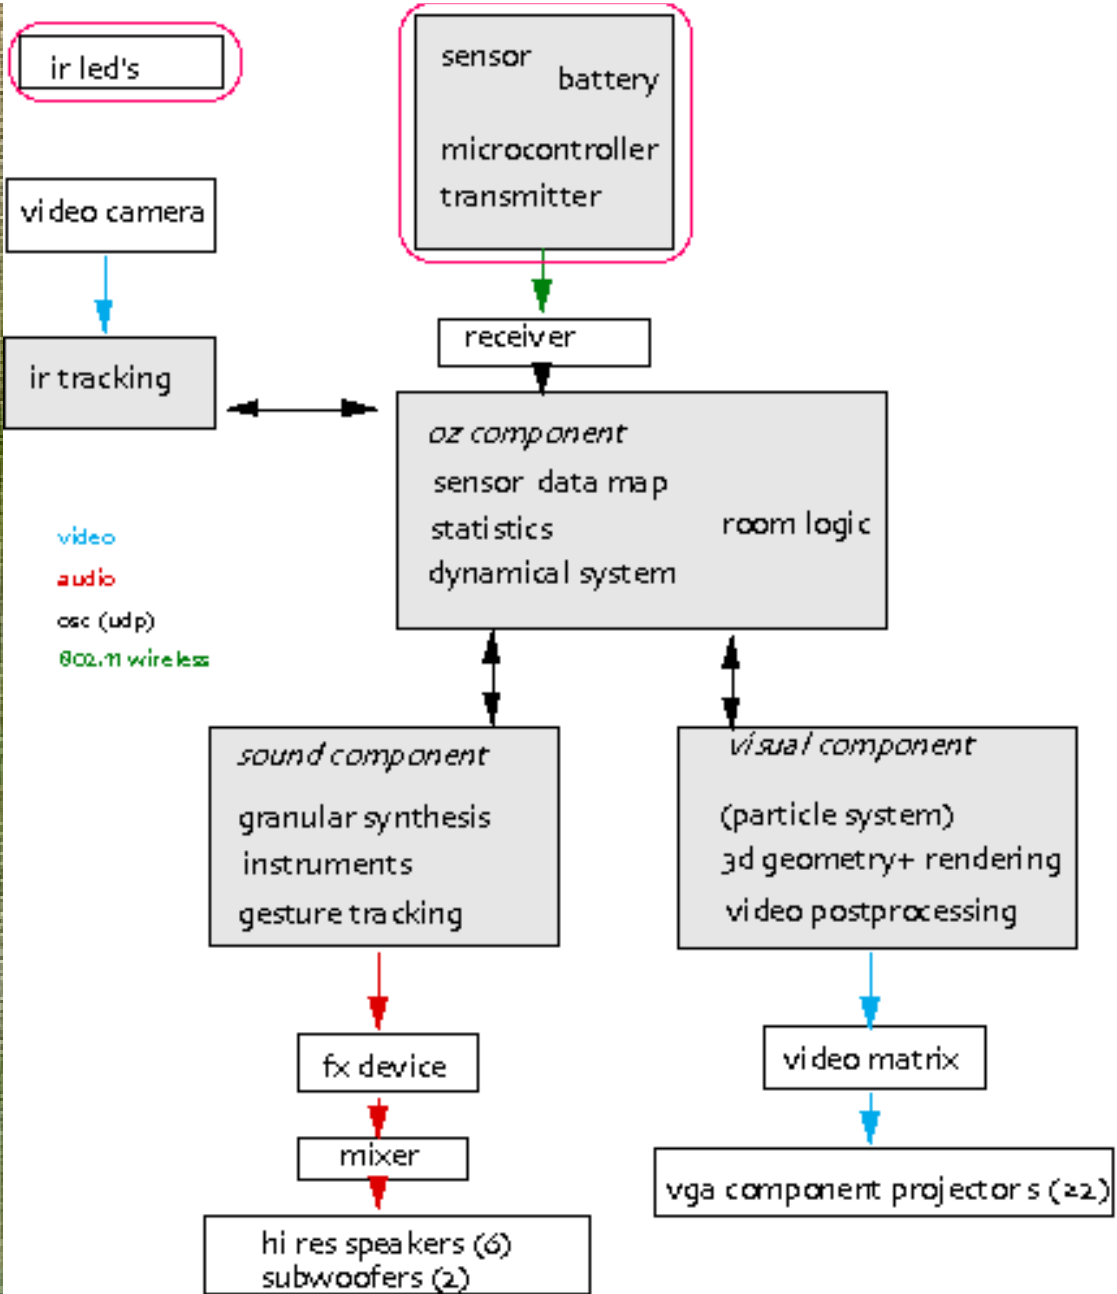 ir led's
sensor
battery
microcontroller
transmitter
video camera
receiver
ir tracking
oz component
sensor data map
statistics
room logic
dynamical system
video
audio
osc (udp)
802.11 wireless
sound component
granular synthesis
instruments
gesture tracking
visual component
(particle system)
3d geometry+ rendering
video postprocessing
fx device
mixer
hi res speakers (6)
subwoofers (2)
video matrix
vga component projectors (≥2)